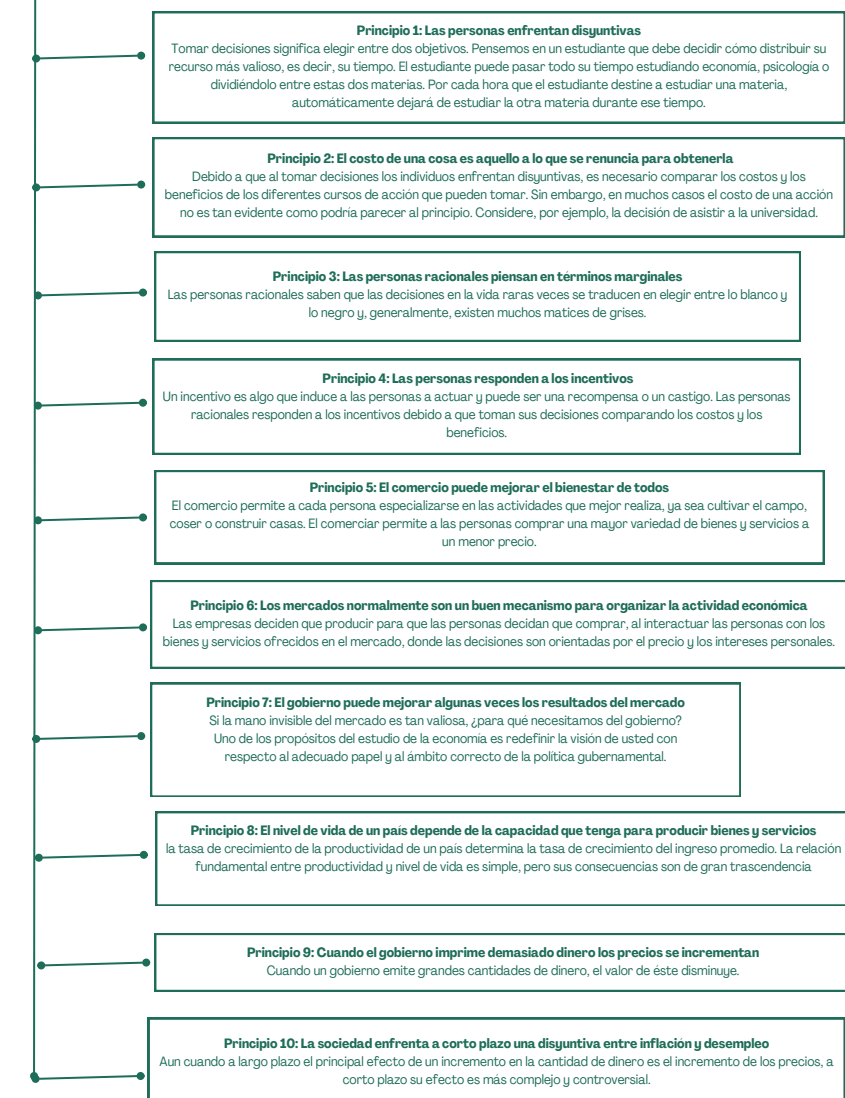 Principio 1: Las personas enfrentan disyuntivas
Tomar decisiones significa elegir entre dos objetivos. Pensemos en un estudiante que debe decidir cómo distribuir su
recurso más valioso, es decir, su tiempo. El estudiante puede pasar todo su tiempo estudiando economía, psicología o
dividiéndolo entre estas dos materias. Por cada hora que el estudiante destine a estudiar una materia,
automáticamente dejará de estudiar la otra materia durante ese tiempo.
Principio 2: El costo de una cosa es aquello a lo que se renuncia para obtenerla
Debido a que al tomar decisiones los individuos enfrentan disyuntivas, es necesario comparar los costos y los
beneficios de los diferentes cursos de acción que pueden tomar. Sin embargo, en muchos casos el costo de una acción
no es tan evidente como podría parecer al principio. Considere, por ejemplo, la decisión de asistir a la universidad.
Principio 3: Las personas racionales piensan en términos marginales
Las personas racionales saben que las decisiones en la vida raras veces se traducen en elegir entre lo blanco y
lo negro y, generalmente, existen muchos matices de grises.
Principio 4: Las personas responden a los incentivos
Un incentivo es algo que induce a las personas a actuar y puede ser una recompensa o un castigo. Las personas
racionales responden a los incentivos debido a que toman sus decisiones comparando los costos y los
beneficios.
Principio 5: El comercio puede mejorar el bienestar de todos
El comercio permite a cada persona especializarse en las actividades que mejor realiza, ya sea cultivar el campo,
coser o construir casas. El comerciar permite a las personas comprar una mayor variedad de bienes y servicios a
un menor precio.
Principio 6: Los mercados normalmente son un buen mecanismo para organizar la actividad económica
Las empresas deciden que producir para que las personas decidan que comprar, al interactuar las personas con los
bienes y servicios ofrecidos en el mercado, donde las decisiones son orientadas por el precio y los intereses personales.
Principio 7: El gobierno puede mejorar algunas veces los resultados del mercado
Si la mano invisible del mercado es tan valiosa, ¿para qué necesitamos del gobierno?
Uno de los propósitos del estudio de la economía es redefinir la visión de usted con
respecto al adecuado papel y al ámbito correcto de la política gubernamental.
Principio 8: El nivel de vida de un país depende de la capacidad que tenga para producir bienes y servicios
la tasa de crecimiento de la productividad de un país determina la tasa de crecimiento del ingreso promedio. La relación
fundamental entre productividad y nivel de vida es simple, pero sus consecuencias son de gran trascendencia
Principio 9: Cuando el gobierno imprime demasiado dinero los precios se incrementan
Cuando un gobierno emite grandes cantidades de dinero, el valor de éste disminuye.
Principio 10: La sociedad enfrenta a corto plazo una disyuntiva entre inflación y desempleo
Aun cuando a largo plazo el principal efecto de un incremento en la cantidad de dinero es el incremento de los precios, a
corto plazo su efecto es más complejo y controversial.